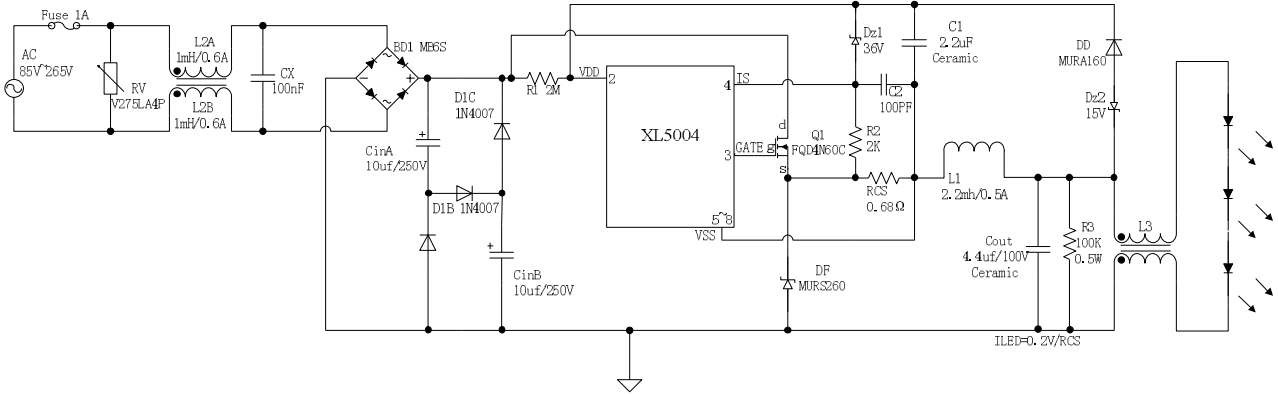 Fuse 1A
AC
85V~265V
RV
V275LA4P
L2A
1mH/0.6A
L2B
1mH/0.6A
CX
100nF
BD1 MB6S
D1C
1N4007
CinA
10uf/250V
D1B 1N4007
CinB
10uf/250V
R1 2M
VDD
2
XL5004
4
IS
3
GATE
5~8
VSS
d
g
s
Q1
FQD4N60C
DF
MURS260
Dz1
36V
C1
2.2uF
Ceramic
C2
100PF
R2
2K
RCS
0.68Ω
L1
2.2mh/0.5A
DD
MURA160
Dz2
15V
Cout
4.4uf/100V
Ceramic
R3
100K
0.5W
L3
ILED=0.2V/RCS